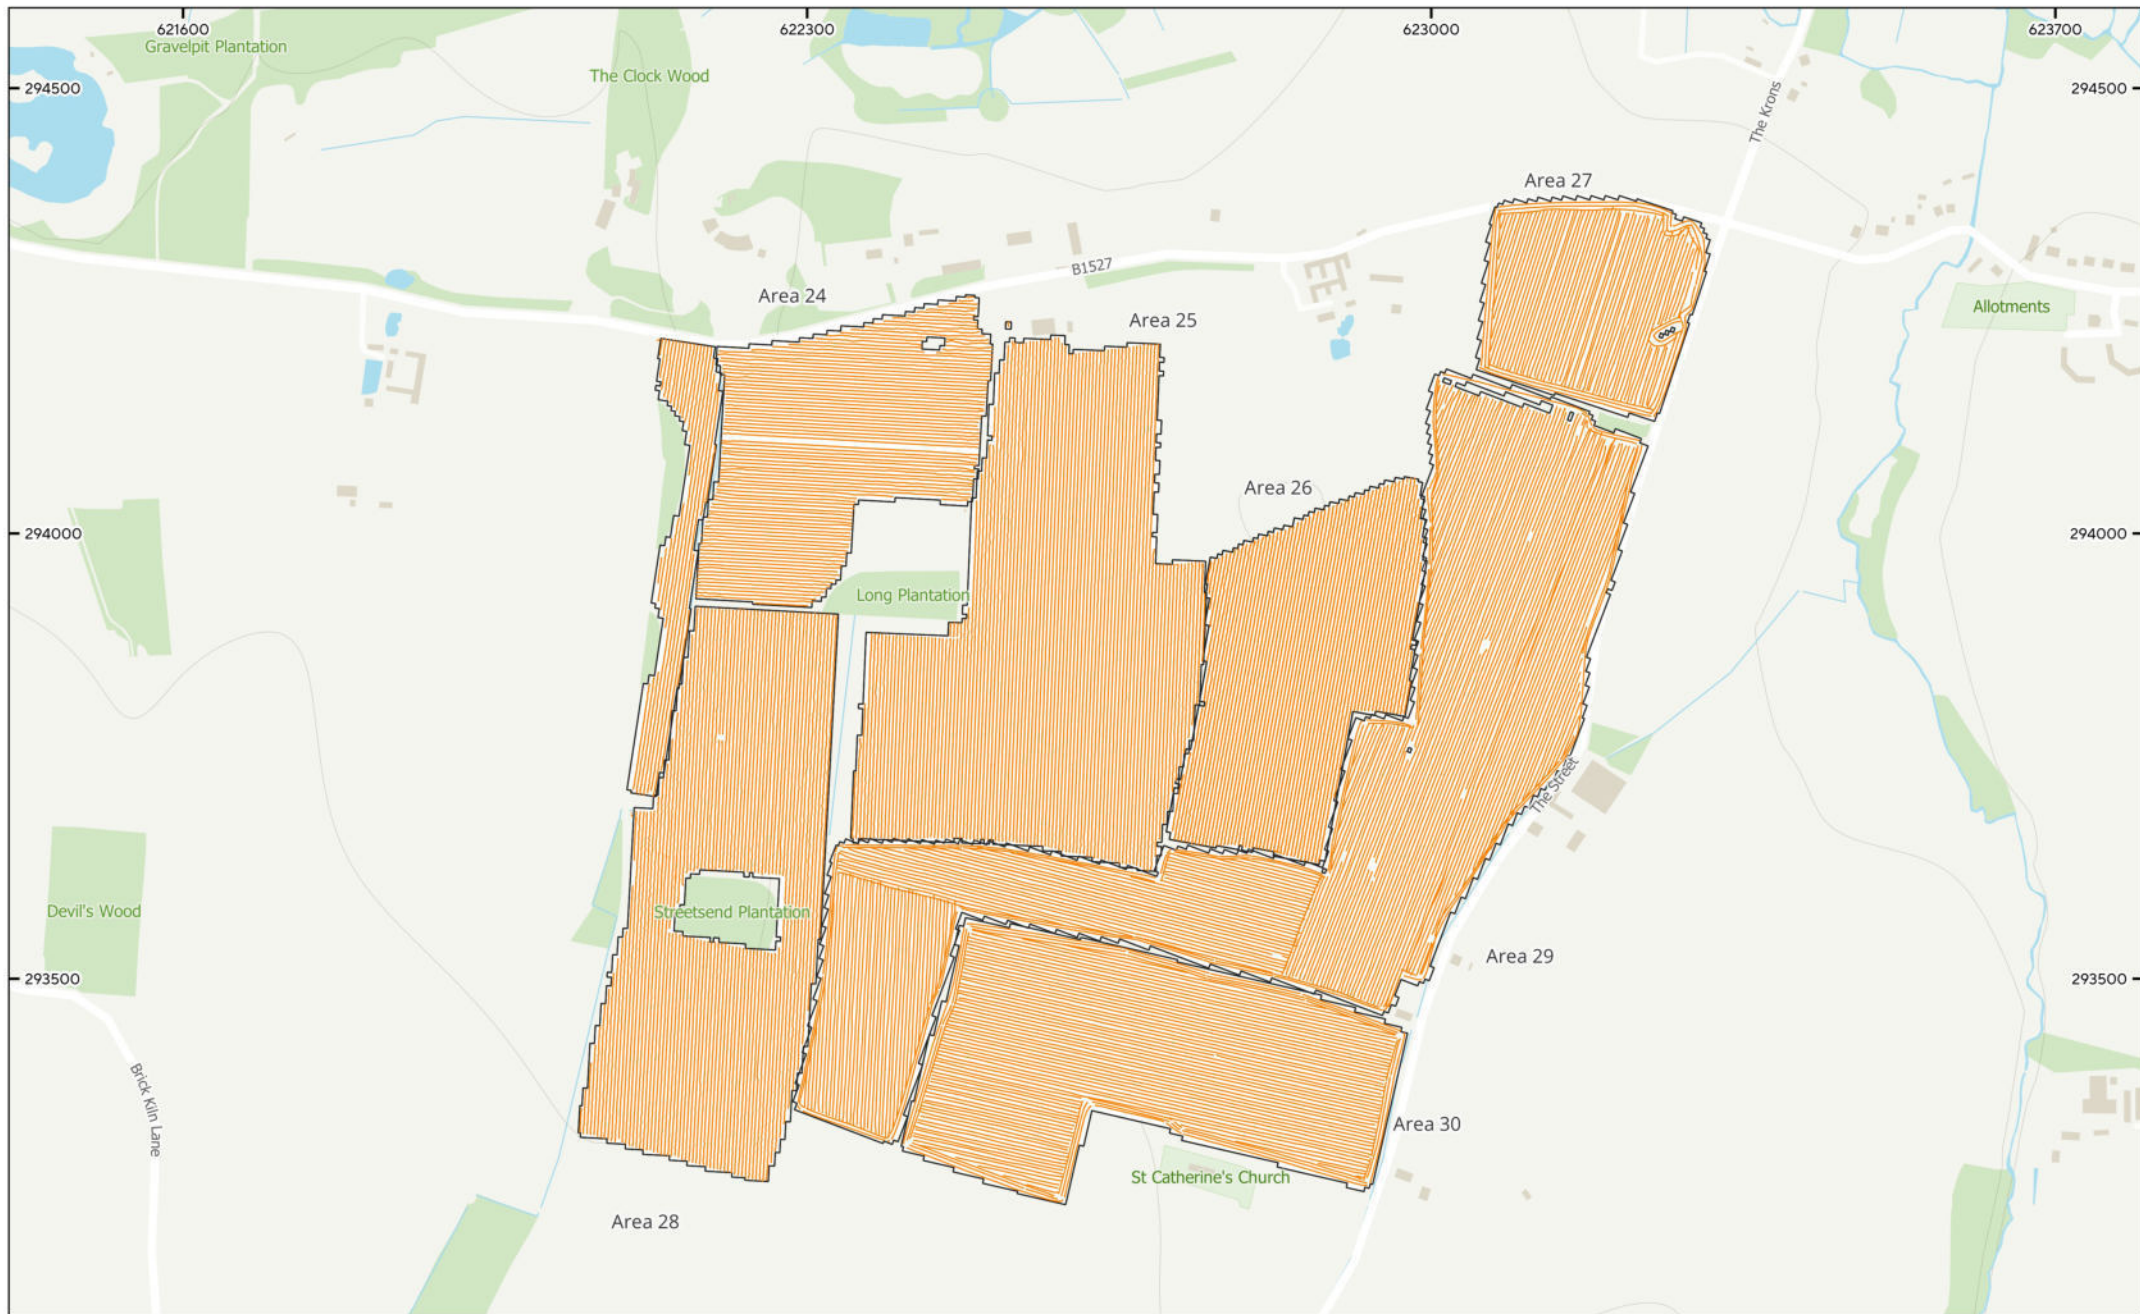 621600
622300
623000
623700
Gravelpit Plantation
The Clock Wood
294500
294500
The Krons
Area 27
B1527
Area 24
Area 25
Allotments
Area 26
294000
294000
Long Plantation
The Street
Devil's Wood
Streetsend Plantation
Area 29
293500
293500
Brick Kiln Lane
Area 30
St Catherine's Church
Area 28